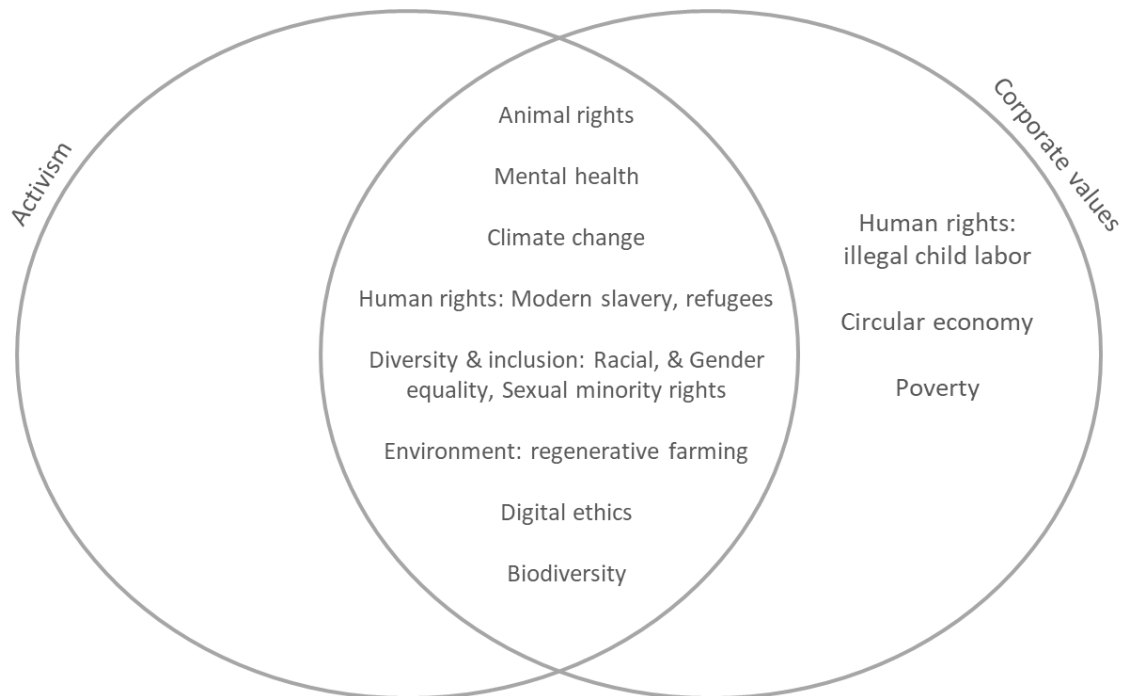 Activism
Animal rights
Mental health
Climate change
Human rights: Modern slavery, refugees
Diversity & inclusion: Racial, & Gender
equality, Sexual minority rights
Environment: regenerative farming
Digital ethics
Biodiversity
Corporate values
Human rights:
illegal child labor
Circular economy
Poverty